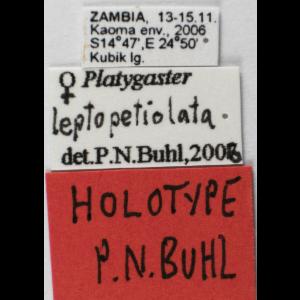 ZAMBIA, 13-15.11.
Kaoma env., 2006
S14°47',E 24°50'
Kubik lg.
♀ Platygaster
leptopetiolata
det.P.N.Buhl,2008
HOLOTYPE
P.N.BUHL